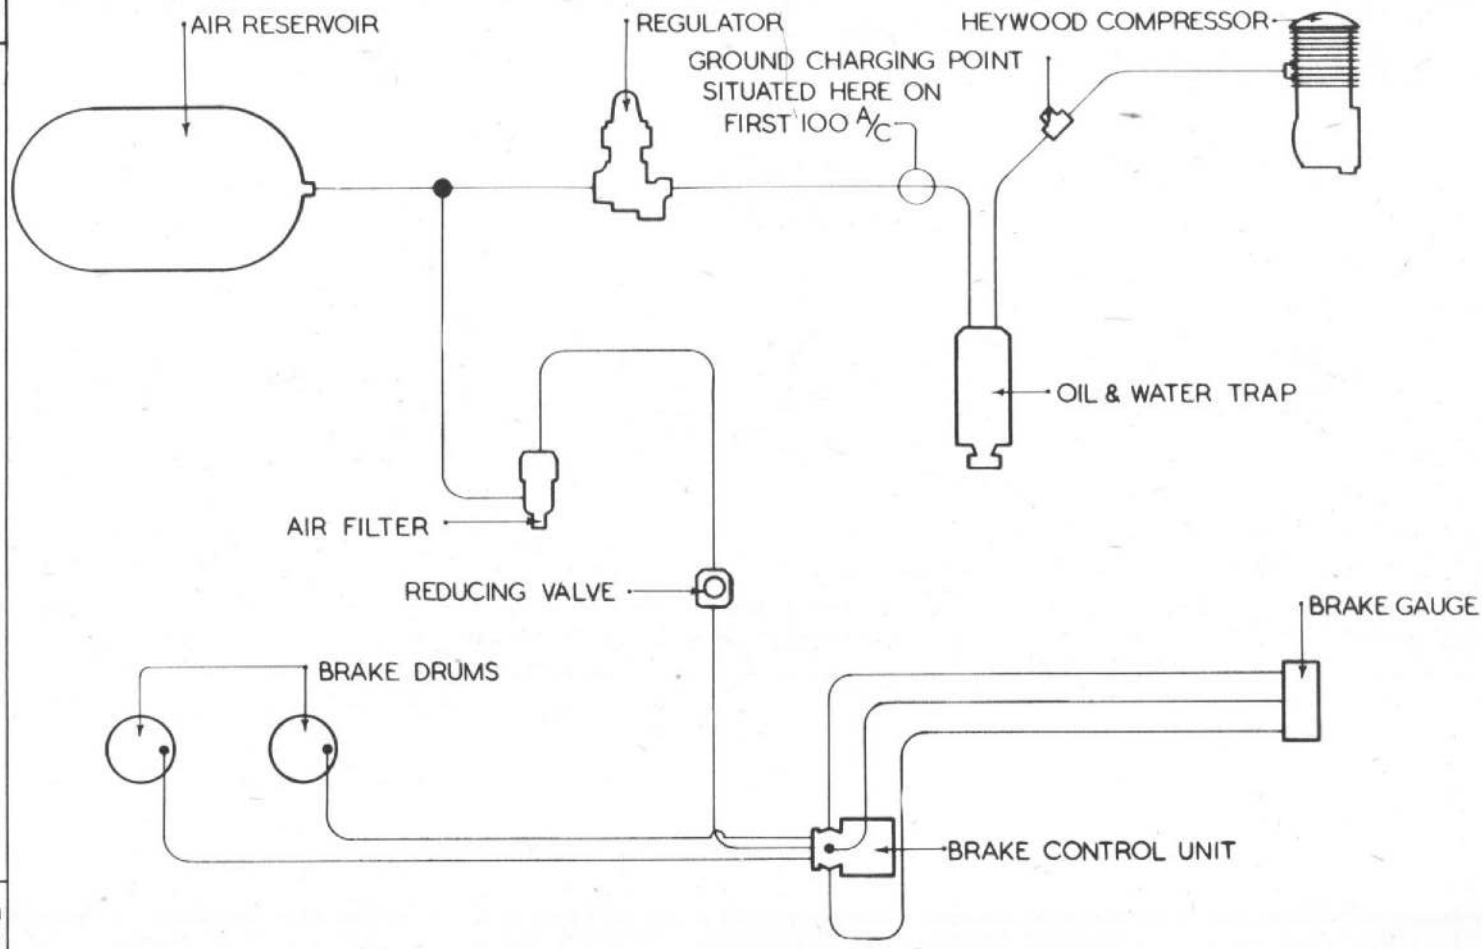 AIR RESERVOIR
REGULATOR
HEYWOOD COMPRESSOR
GROUND CHARGING POINT
SITUATED HERE ON
FIRST 100 A/C
OIL & WATER TRAP
AIR FILTER
REDUCING VALVE
BRAKE GAUGE
BRAKE DRUMS
BRAKE CONTROL UNIT